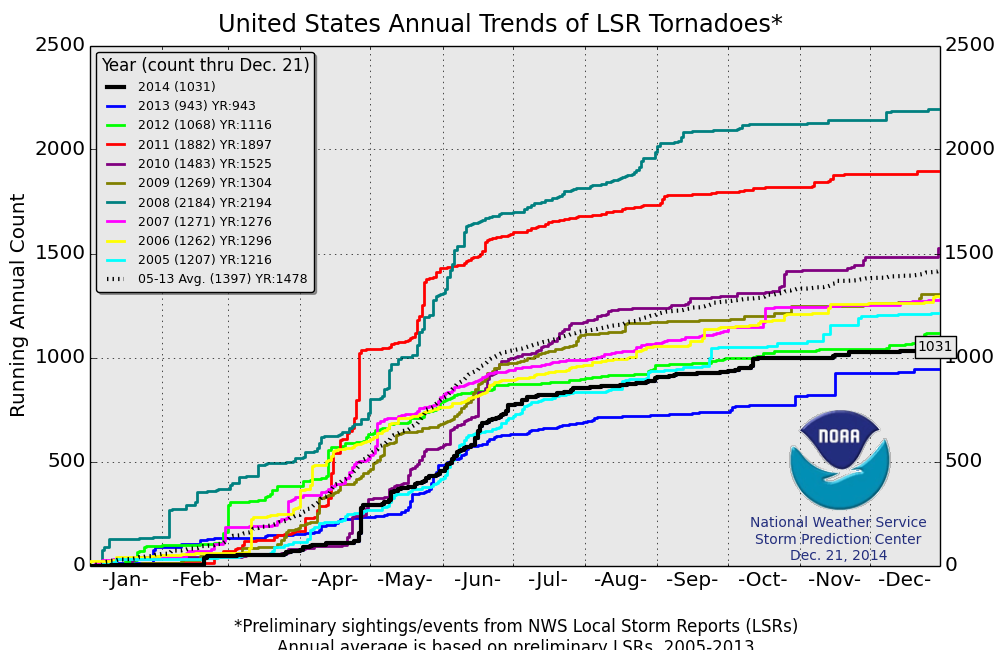 United States Annual Trends of LSR Tornadoes*
2500
2500
Year (count thru Dec. 21)
2014 (1031)
2013 (943) YR:943
2012 (1068) YR:1116
2011 (1882) YR:1897
2010 (1483) YR:1525
2009 (1269) YR:1304
2008 (2184) YR:2194
2007 (1271) YR:1276
2006 (1262) YR:1296
2005 (1207) YR:1216
05-13 Avg. (1397) YR:1478
2000
2000
1500
1500
1000
1000
500
500
0
0
Running Annual Count
1031
NOAA
National Weather Service
Storm Prediction Center
Dec. 21, 2014
-Jan- -Feb- -Mar- -Apr- -May- -Jun- -Jul- -Aug- -Sep- -Oct- -Nov- -Dec-
*Preliminary sightings/events from NWS Local Storm Reports (LSRs)
Annual average is based on preliminary LSRs, 2005-2013